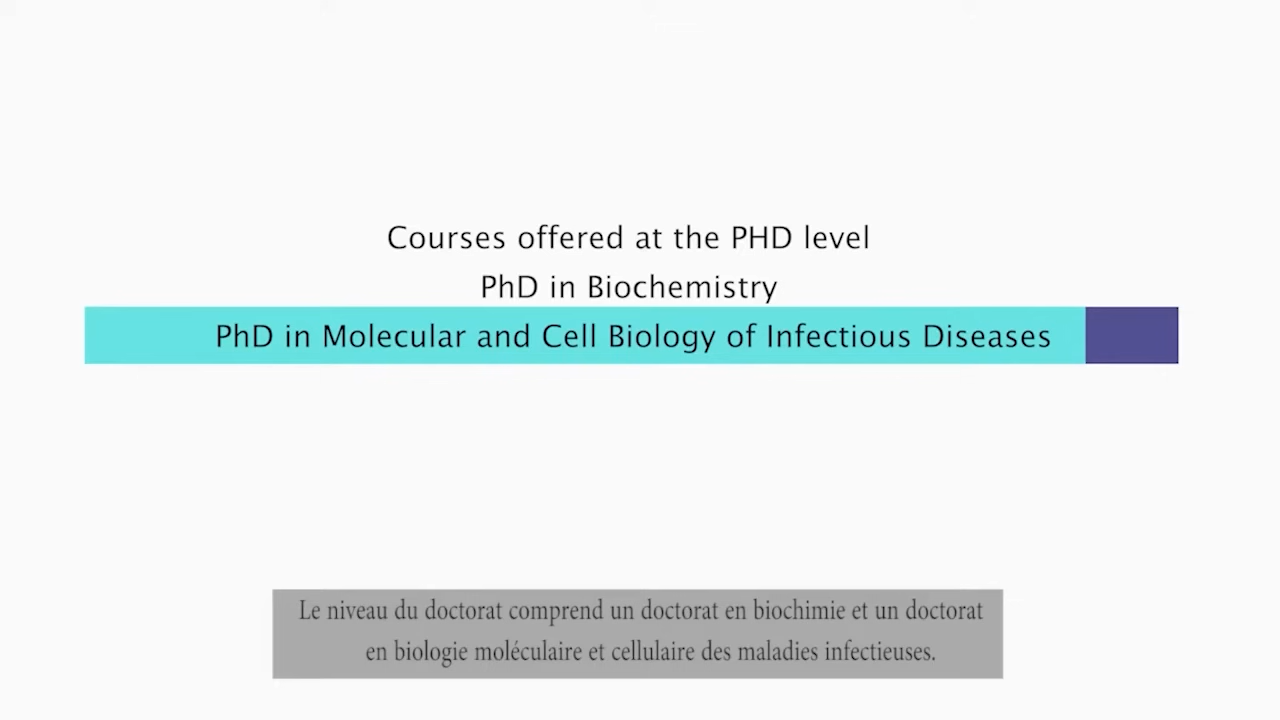 Courses offered at the PHD level
PhD in Biochemistry
PhD in Molecular and Cell Biology of Infectious Diseases
Le niveau du doctorat comprend un doctorat en biochimie et un doctorat
en biologie moléculaire et cellulaire des maladies infectieuses.